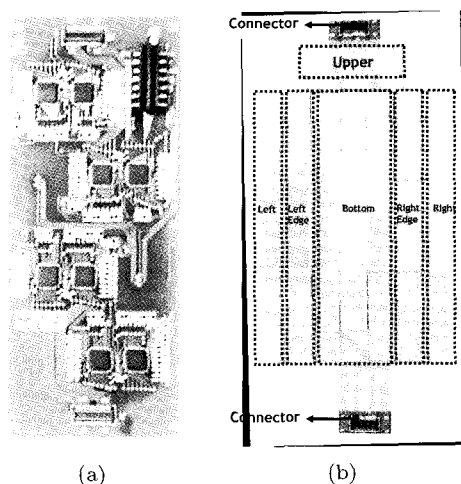 Connector
Upper
Left
Left
Edge
Bottom
Right
Edge
Right
Connector
(a)
(b)